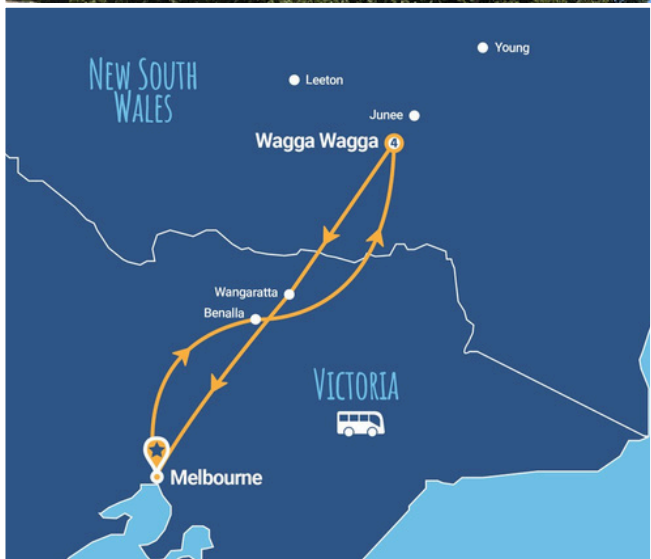 NEW SOUTH
WALES
Young
Leeton
Junee
Wagga Wagga
4
Wangaratta
Benalla
VICTORIA
Melbourne